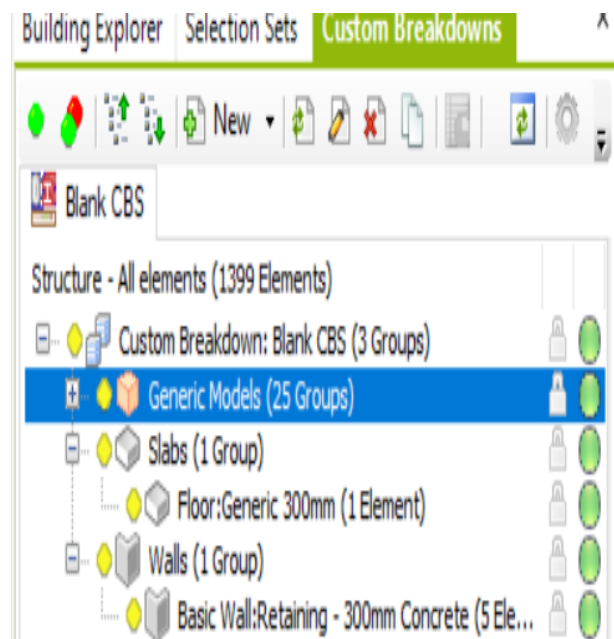 Building Explorer Selection Sets Custom Breakdowns X
New
Blank CBS
Structure - All elements (1399 Elements)
Custom Breakdown: Blank CBS (3 Groups)
Generic Models (25 Groups)
Slabs (1 Group)
Floor:Generic 300mm (1 Element)
Walls (1 Group)
Basic Wall:Retaining - 300mm Concrete (5 Ele...